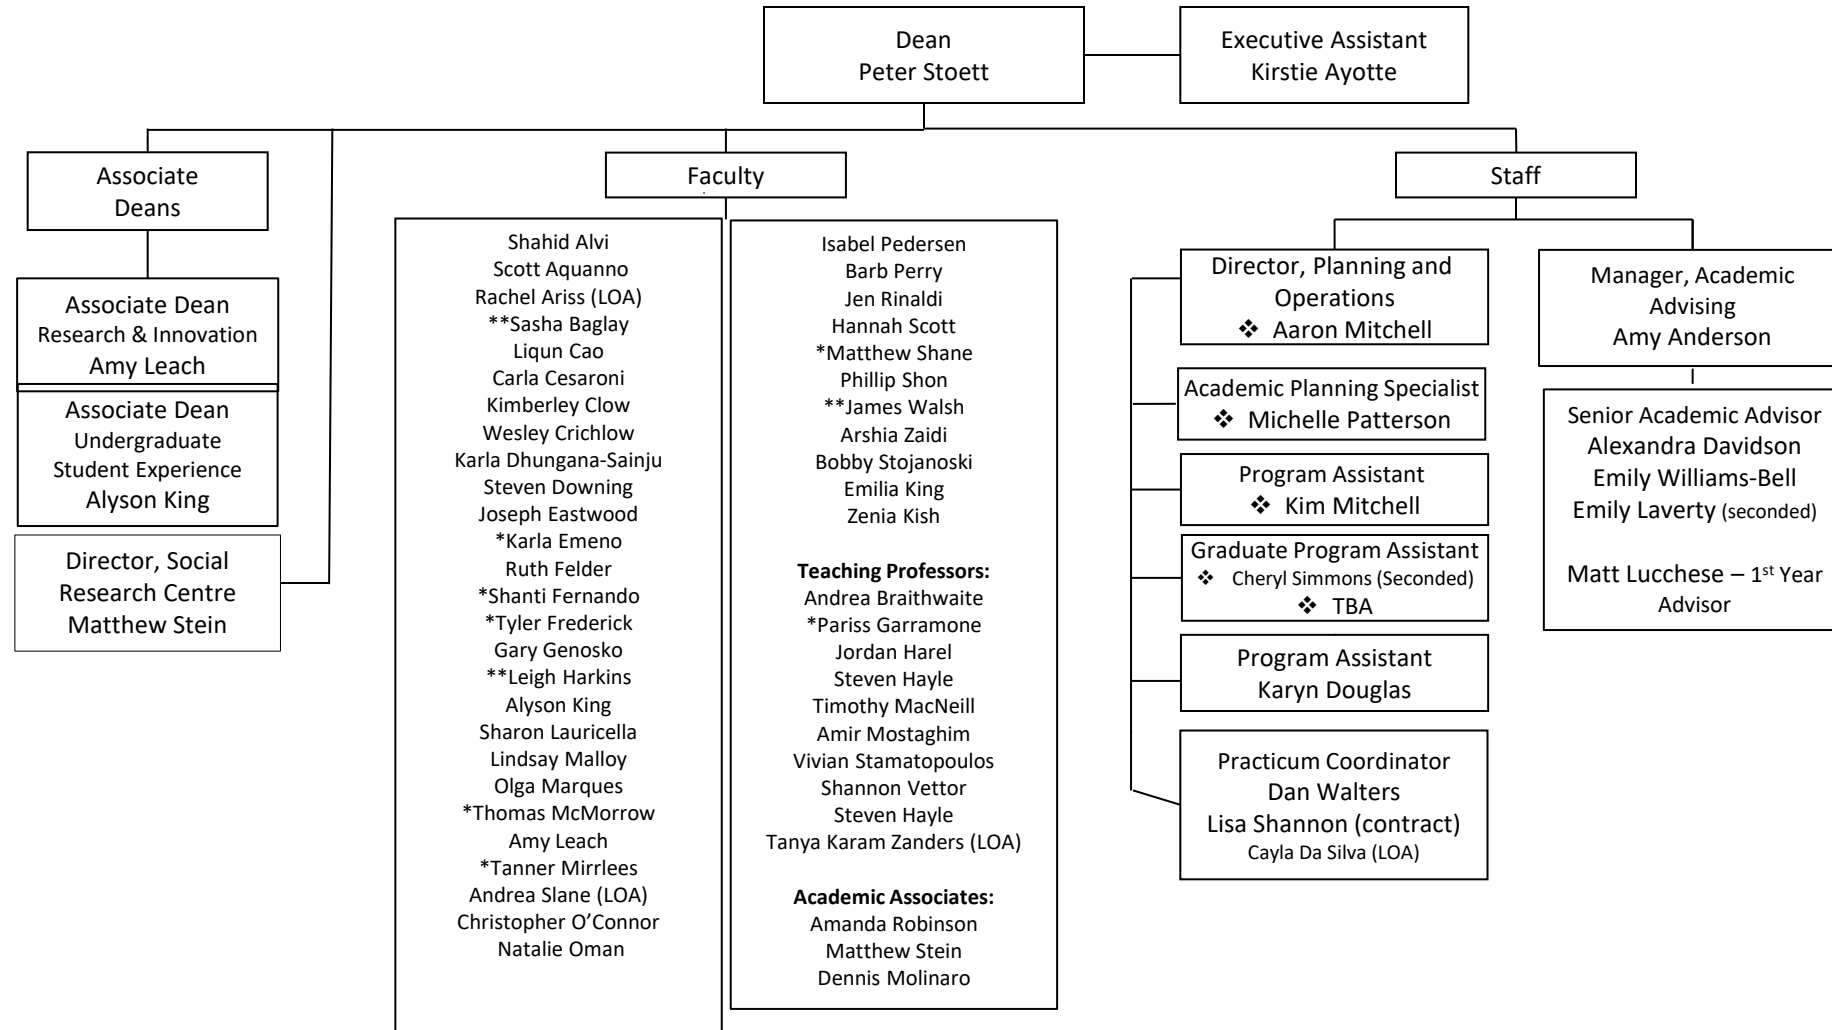 Dean
Peter Stoett
Executive Assistant
Kirstie Ayotte
Associate
Deans
Associate Dean
Research & Innovation
Amy Leach
Associate Dean
Undergraduate
Student Experience
Alyson King
Director, Social
Research Centre
Matthew Stein
Faculty
Shahid Alvi
Scott Aquanno
Rachel Ariss (LOA)
**Sasha Baglay
Liqun Cao
Carla Cesaroni
Kimberley Clow
Wesley Crichlow
Karla Dhungana-Sainju
Steven Downing
Joseph Eastwood
*Karla Emeno
Ruth Felder
*Shanti Fernando
*Tyler Frederick
Gary Genosko
**Leigh Harkins
Alyson King
Sharon Lauricella
Lindsay Malloy
Olga Marques
*Thomas McMorrow
Amy Leach
*Tanner Mirrlees
Andrea Slane (LOA)
Christopher O’Connor
Natalie Oman
Isabel Pedersen
Barb Perry
Jen Rinaldi
Hannah Scott
*Matthew Shane
Phillip Shon
**James Walsh
Arshia Zaidi
Bobby Stojanoski
Emilia King
Zenia Kish
Teaching Professors:
Andrea Braithwaite
*Pariss Garramone
Jordan Harel
Steven Hayle
Timothy MacNeill
Amir Mostaghim
Vivian Stamatopoulos
Shannon Vettor
Steven Hayle
Tanya Karam Zanders (LOA)
Academic Associates:
Amanda Robinson
Matthew Stein
Dennis Molinaro
Staff
Director, Planning and
Operations
❖ Aaron Mitchell
Academic Planning Specialist
❖ Michelle Patterson
Program Assistant
❖ Kim Mitchell
Graduate Program Assistant
❖ Cheryl Simmons (Seconded)
❖ TBA
Program Assistant
Karyn Douglas
Practicum Coordinator
Dan Walters
Lisa Shannon (contract)
Cayla Da Silva (LOA)
Manager, Academic
Advising
Amy Anderson
Senior Academic Advisor
Alexandra Davidson
Emily Williams-Bell
Emily Laverty (seconded)
Matt Lucchese – 1st Year
Advisor